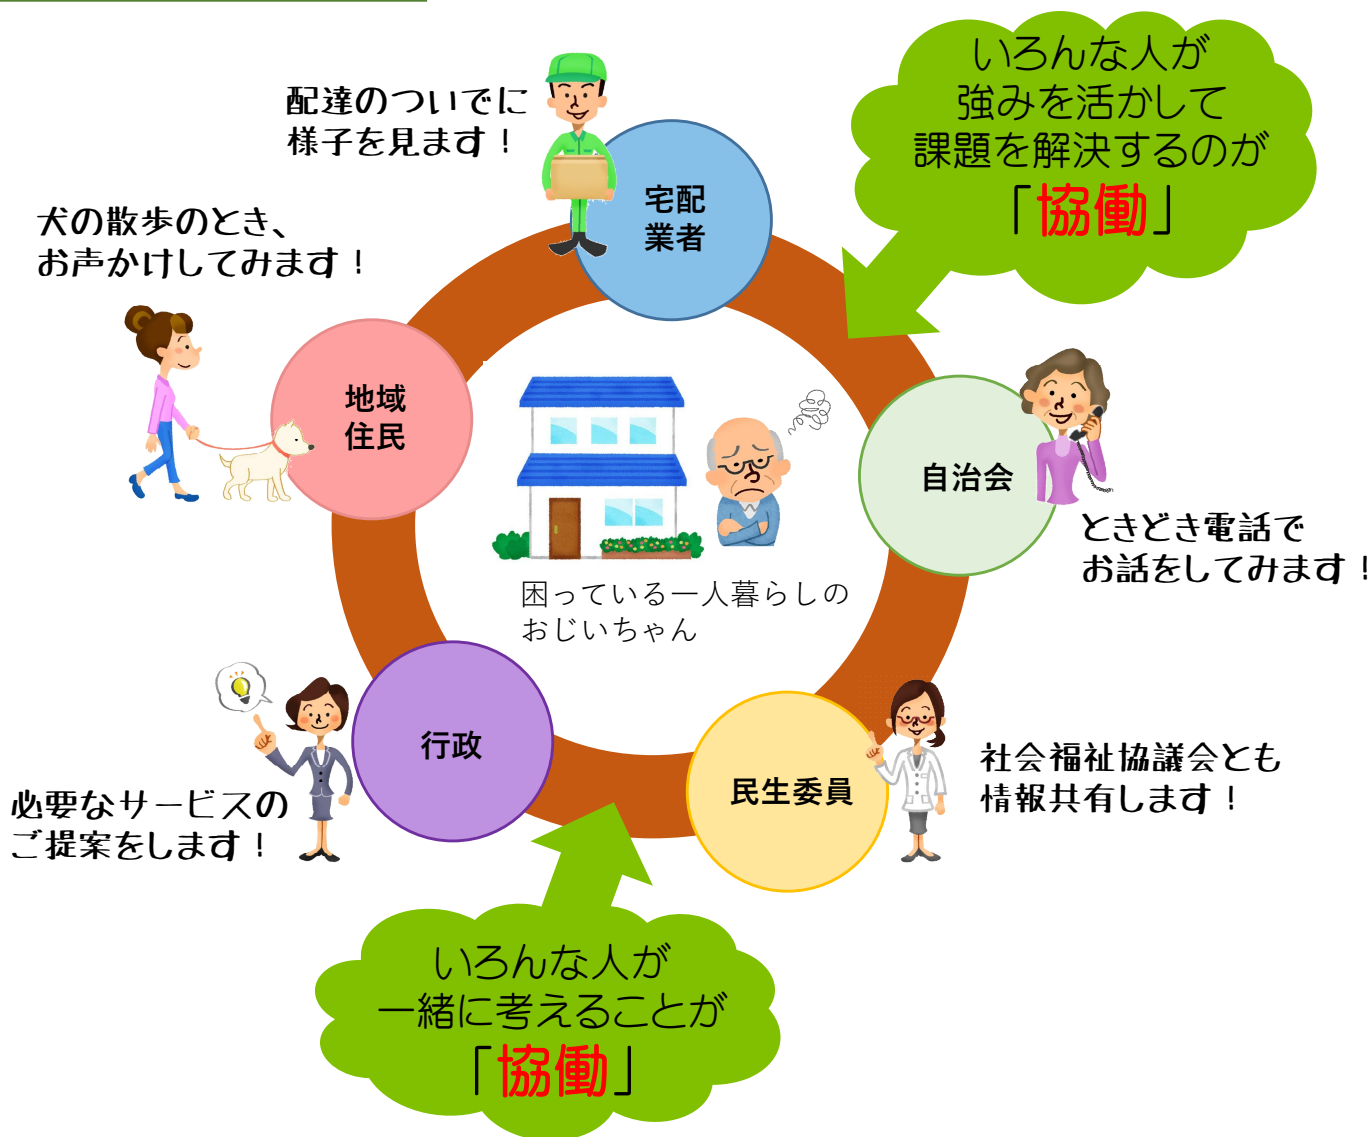 いろんな人が
強みを活かして
課題を解決するのが
「協働」
配達のついでに
様子を見ます！
宅配
業者
犬の散歩のとき、
お声かけしてみます！
地域
住民
自治会
ときどき電話で
お話をしてみます！
困っている一人暮らしの
おじいちゃん
行政
必要なサービスの
ご提案をします！
民生委員
社会福祉協議会とも
情報共有します！
いろんな人が
一緒に考えることが
「協働」